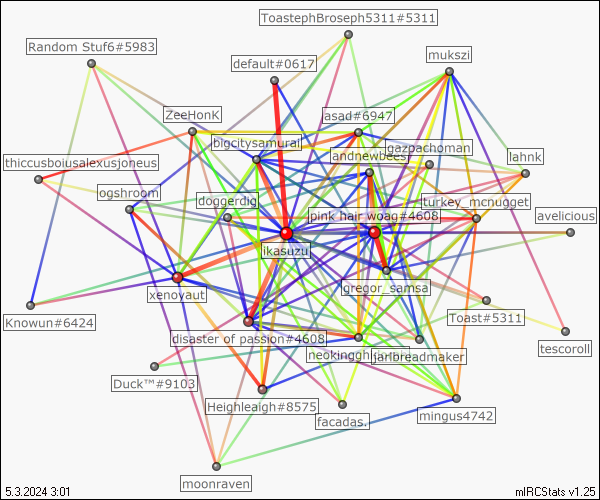 ToastephBroseph5311#5311
Random Stuf6#5983
mukszi
default#0617
ZeeHonK
asad#6947
bigcitysamurai
gazpachoman
andnewbees
lahnk
thiccusboiusalexusjoneus
ogshroom
doggerdig
turkey_mcnugget
pink hair woag#4608
avelicious
ikasuzu
gregor_samsa
xenoyaut
Toast#5311
Knowun#6424
disaster of passion#4608
tescoroll
janbreadmaker
Duck™#9103
Heighleaigh#8575
facadas.
mingus4742
moonraven
5.3.2024 3:01
mIRCStats v1.25